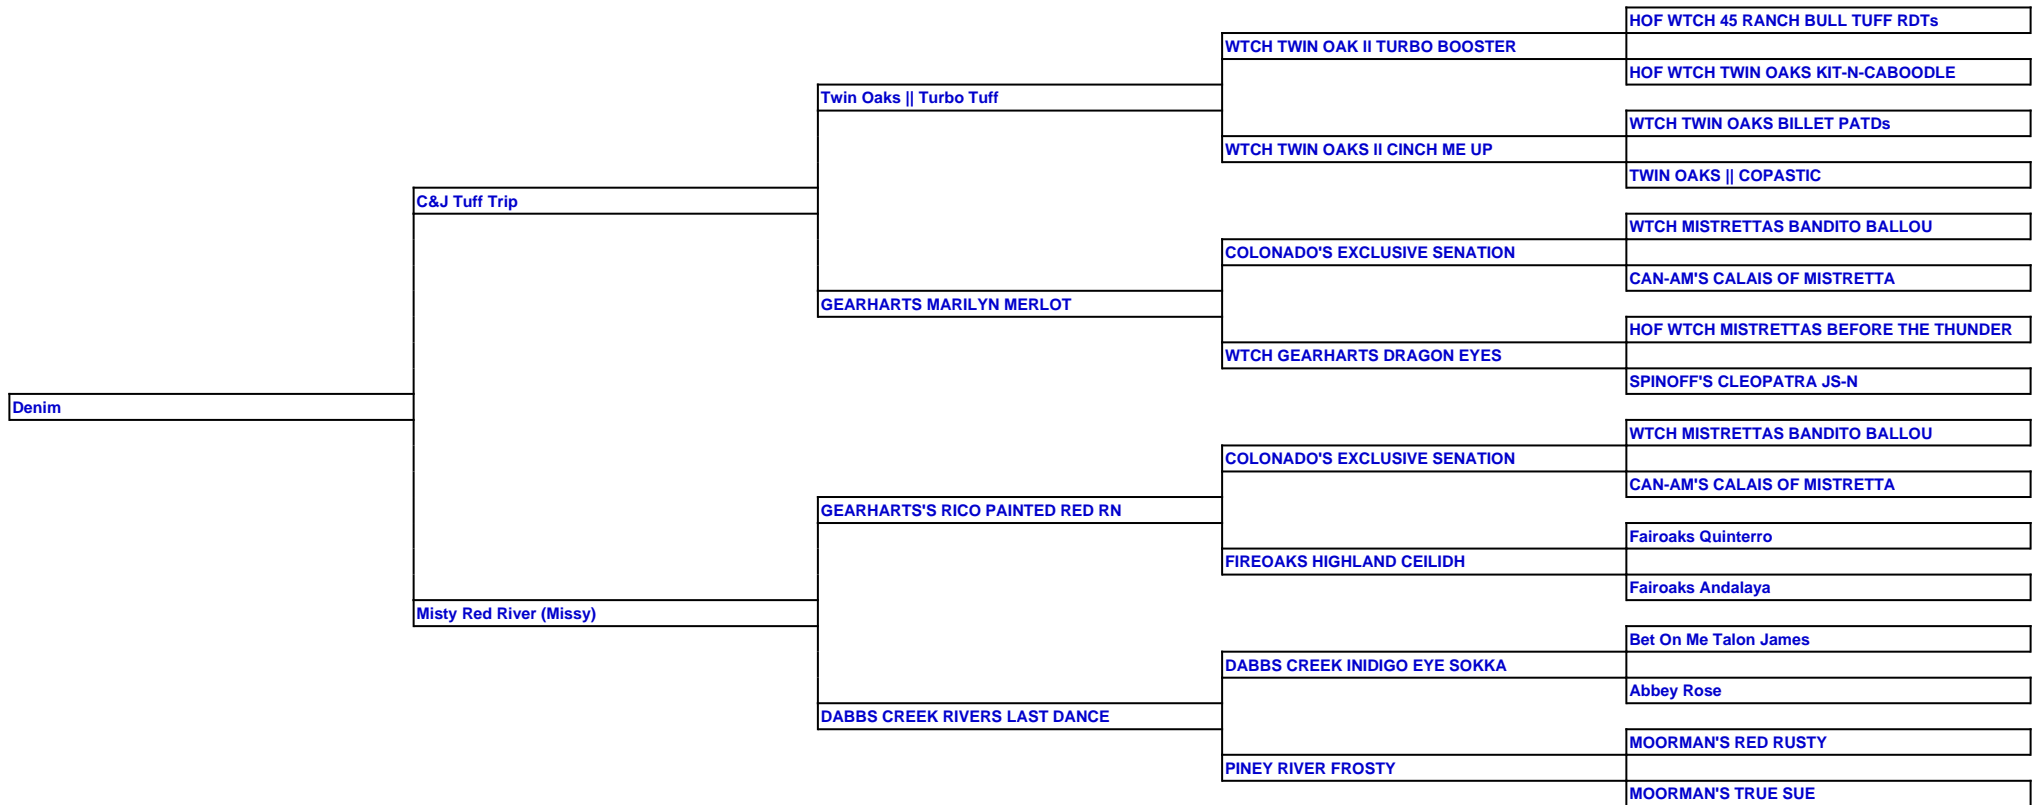 HOF WTCH 45 RANCH BULL TUFF RDTs
WTCH TWIN OAK II TURBO BOOSTER
HOF WTCH TWIN OAKS KIT-N-CABOODLE
Twin Oaks || Turbo Tuff
WTCH TWIN OAKS BILLET PATDs
WTCH TWIN OAKS II CINCH ME UP
TWIN OAKS || COPASTIC
C&J Tuff Trip
WTCH MISTRETTAS BANDITO BALLOU
COLONADO'S EXCLUSIVE SENATION
CAN-AM'S CALAIS OF MISTRETTA
GEARHARTS MARILYN MERLOT
HOF WTCH MISTRETTAS BEFORE THE THUNDER
WTCH GEARHARTS DRAGON EYES
SPINOFF'S CLEOPATRA JS-N
Denim
WTCH MISTRETTAS BANDITO BALLOU
COLONADO'S EXCLUSIVE SENATION
CAN-AM'S CALAIS OF MISTRETTA
GEARHARTS'S RICO PAINTED RED RN
Fairoaks Quinterro
FIREOAKS HIGHLAND CEILIDH
Fairoaks Andalaya
Misty Red River (Missy)
Bet On Me Talon James
DABBS CREEK INIDIGO EYE SOKKA
Abbey Rose
DABBS CREEK RIVERS LAST DANCE
MOORMAN'S RED RUSTY
PINEY RIVER FROSTY
MOORMAN'S TRUE SUE